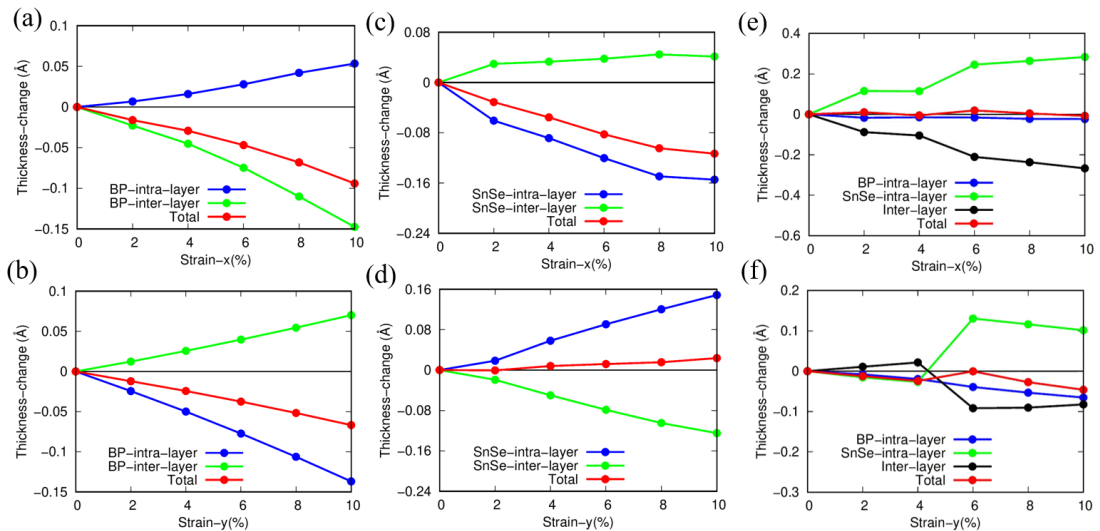 (a)
0.1
0.05
0
−0.05
−0.1
−0.15
Thickness−change (Å)
BP−intra−layer
BP−inter−layer
Total
0 2 4 6 8 10
Strain−x(%)
(c)
0.08
0
−0.08
−0.16
−0.24
Thickness−change (Å)
SnSe−intra−layer
SnSe−inter−layer
Total
0 2 4 6 8 10
Strain−x(%)
(e)
0.4
0.2
0
−0.2
−0.4
−0.6
Thickness−change (Å)
BP−intra−layer
SnSe−intra−layer
Inter−layer
Total
0 2 4 6 8 10
Strain−x(%)
(b)
0.1
0.05
0
−0.05
−0.1
−0.15
Thickness−change (Å)
BP−intra−layer
BP−inter−layer
Total
0 2 4 6 8 10
Strain−y(%)
(d)
0.16
0.08
0
−0.08
−0.16
−0.24
Thickness−change (Å)
SnSe−intra−layer
SnSe−inter−layer
Total
0 2 4 6 8 10
Strain−y(%)
(f)
0.2
0.1
0
−0.1
−0.2
−0.3
Thickness−change (Å)
BP−intra−layer
SnSe−intra−layer
Inter−layer
Total
0 2 4 6 8 10
Strain−y(%)